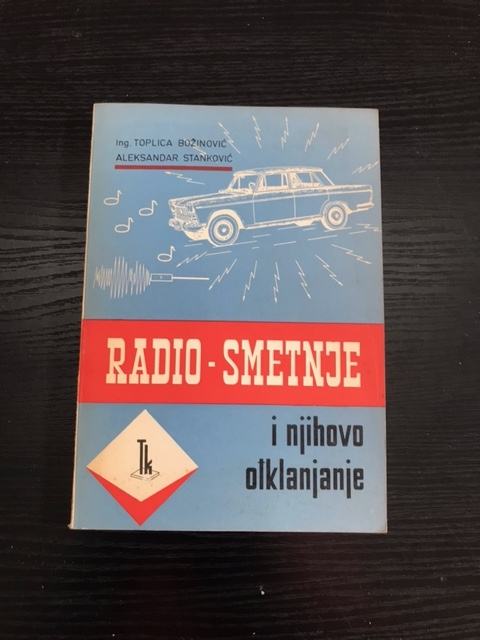 Ing. TOPLICA BOŽINOVIĆ
ALEKSANDAR STANKOVIĆ
RADIO-SMETNJE
i njihovo
otklanjanje
Tk